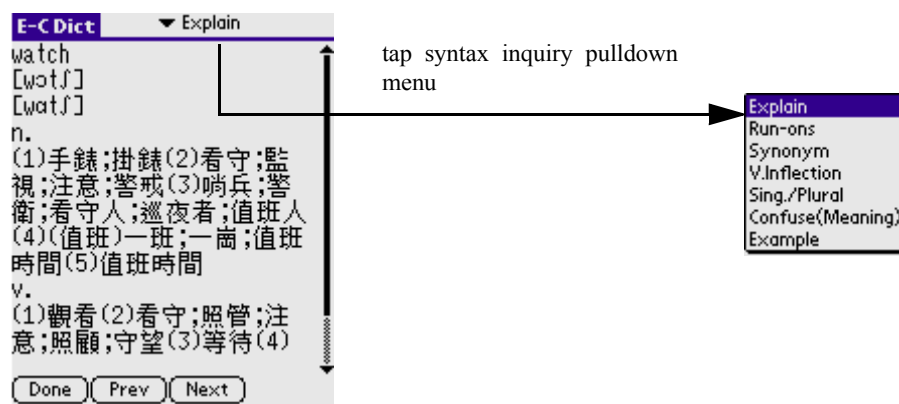 E-C Dict ▼ Explain
watch
[wɔtʃ]
[wɑtʃ]
n.
(1)手錶;掛錶(2)看守;監
視;注意;警戒(3)哨兵;警
衛;看守人;巡夜者;值班人
(4)(值班)一班;一崗;值班
時間(5)值班時間
v.
(1)觀看(2)看守;照管;注
意;照顧;守望(3)等待(4)
Done Prev Next
tap syntax inquiry pulldown
menu
Explain
Run-ons
Synonym
V.Inflection
Sing./Plural
Confuse(Meaning)
Example